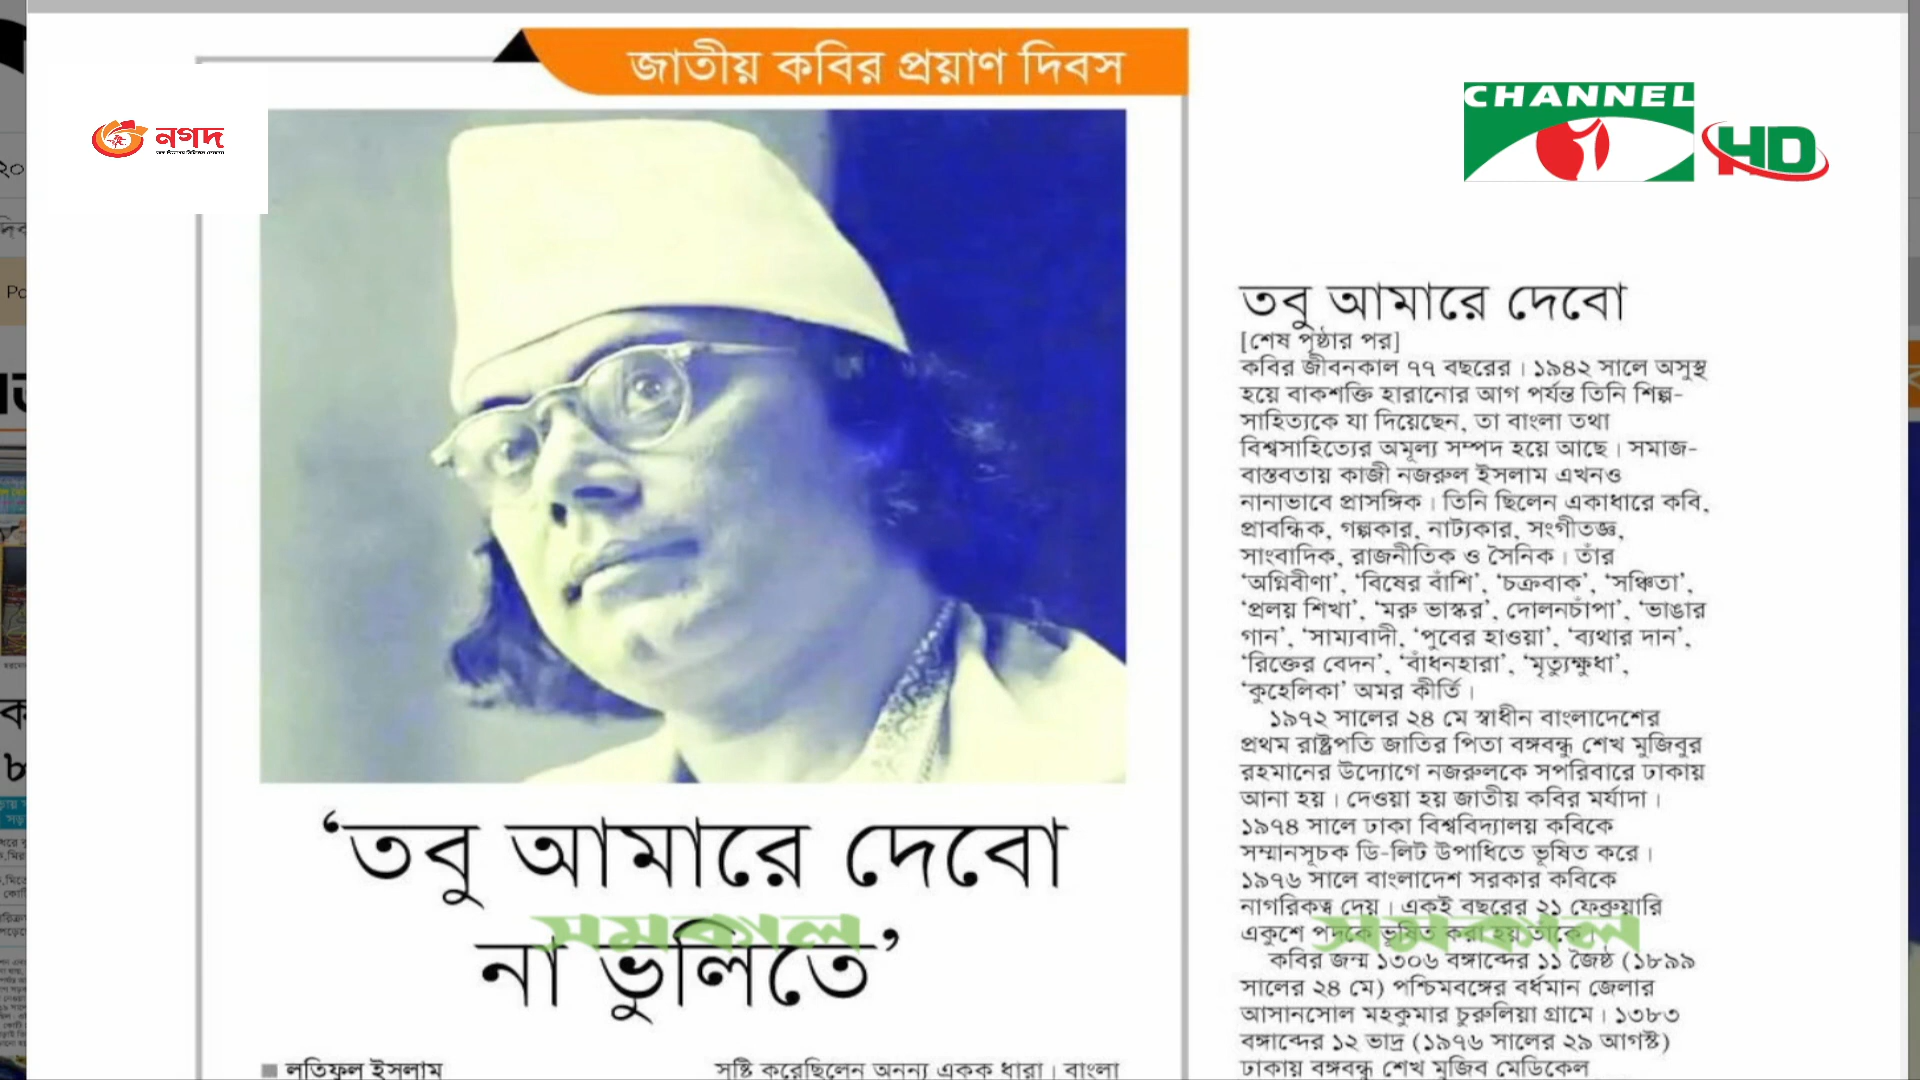 জাতীয় কবির প্রয়াণ দিবস
নগদ
CHANNEL
HD
‘তবু আমারে দেবো
না ভুলিতে’
সমকাল
লতিফুল ইসলাম
সৃষ্টি করেছিলেন অনন্য একক ধারা। বাংলা
তবু আমারে দেবো
[শেষ পৃষ্ঠার পর]
কবির জীবনকাল ৭৭ বছরের। ১৯৪২ সালে অসুস্থ
হয়ে বাকশক্তি হারানোর আগ পর্যন্ত তিনি শিল্প-
সাহিত্যকে যা দিয়েছেন, তা বাংলা তথা
বিশ্বসাহিত্যের অমূল্য সম্পদ হয়ে আছে। সমাজ-
বাস্তবতায় কাজী নজরুল ইসলাম এখনও
নানাভাবে প্রাসঙ্গিক। তিনি ছিলেন একাধারে কবি,
প্রাবন্ধিক, গল্পকার, নাট্যকার, সংগীতজ্ঞ,
সাংবাদিক, রাজনীতিক ও সৈনিক। তাঁর
‘অগ্নিবীণা’, ‘বিষের বাঁশি’, ‘চক্রবাক’, ‘সঞ্চিতা’,
‘প্রলয় শিখা’, ‘মরু ভাস্কর’, দোলনচাঁপা’, ‘ভাঙার
গান’, ‘সাম্যবাদী, ‘পুবের হাওয়া’, ‘ব্যথার দান’,
‘রিক্তের বেদন’, ‘বাঁধনহারা’, ‘মৃত্যুক্ষুধা’,
‘কুহেলিকা’ অমর কীর্তি।
১৯৭২ সালের ২৪ মে স্বাধীন বাংলাদেশের
প্রথম রাষ্ট্রপতি জাতির পিতা বঙ্গবন্ধু শেখ মুজিবুর
রহমানের উদ্যোগে নজরুলকে সপরিবারে ঢাকায়
আনা হয়। দেওয়া হয় জাতীয় কবির মর্যাদা।
১৯৭৪ সালে ঢাকা বিশ্ববিদ্যালয় কবিকে
সম্মানসূচক ডি-লিট উপাধিতে ভূষিত করে।
১৯৭৬ সালে বাংলাদেশ সরকার কবিকে
নাগরিকত্ব দেয়। একই বছরের ২১ ফেব্রুয়ারি
একুশে পদকে ভূষিত করা হয় তাঁকে।
সমকাল
কবির জন্ম ১৩০৬ বঙ্গাব্দের ১১ জ্যৈষ্ঠ (১৮৯৯
সালের ২৪ মে) পশ্চিমবঙ্গের বর্ধমান জেলার
আসানসোল মহকুমার চুরুলিয়া গ্রামে। ১৩৮৩
বঙ্গাব্দের ১২ ভাদ্র (১৯৭৬ সালের ২৯ আগস্ট)
ঢাকায় বঙ্গবন্ধু শেখ মুজিব মেডিকেল